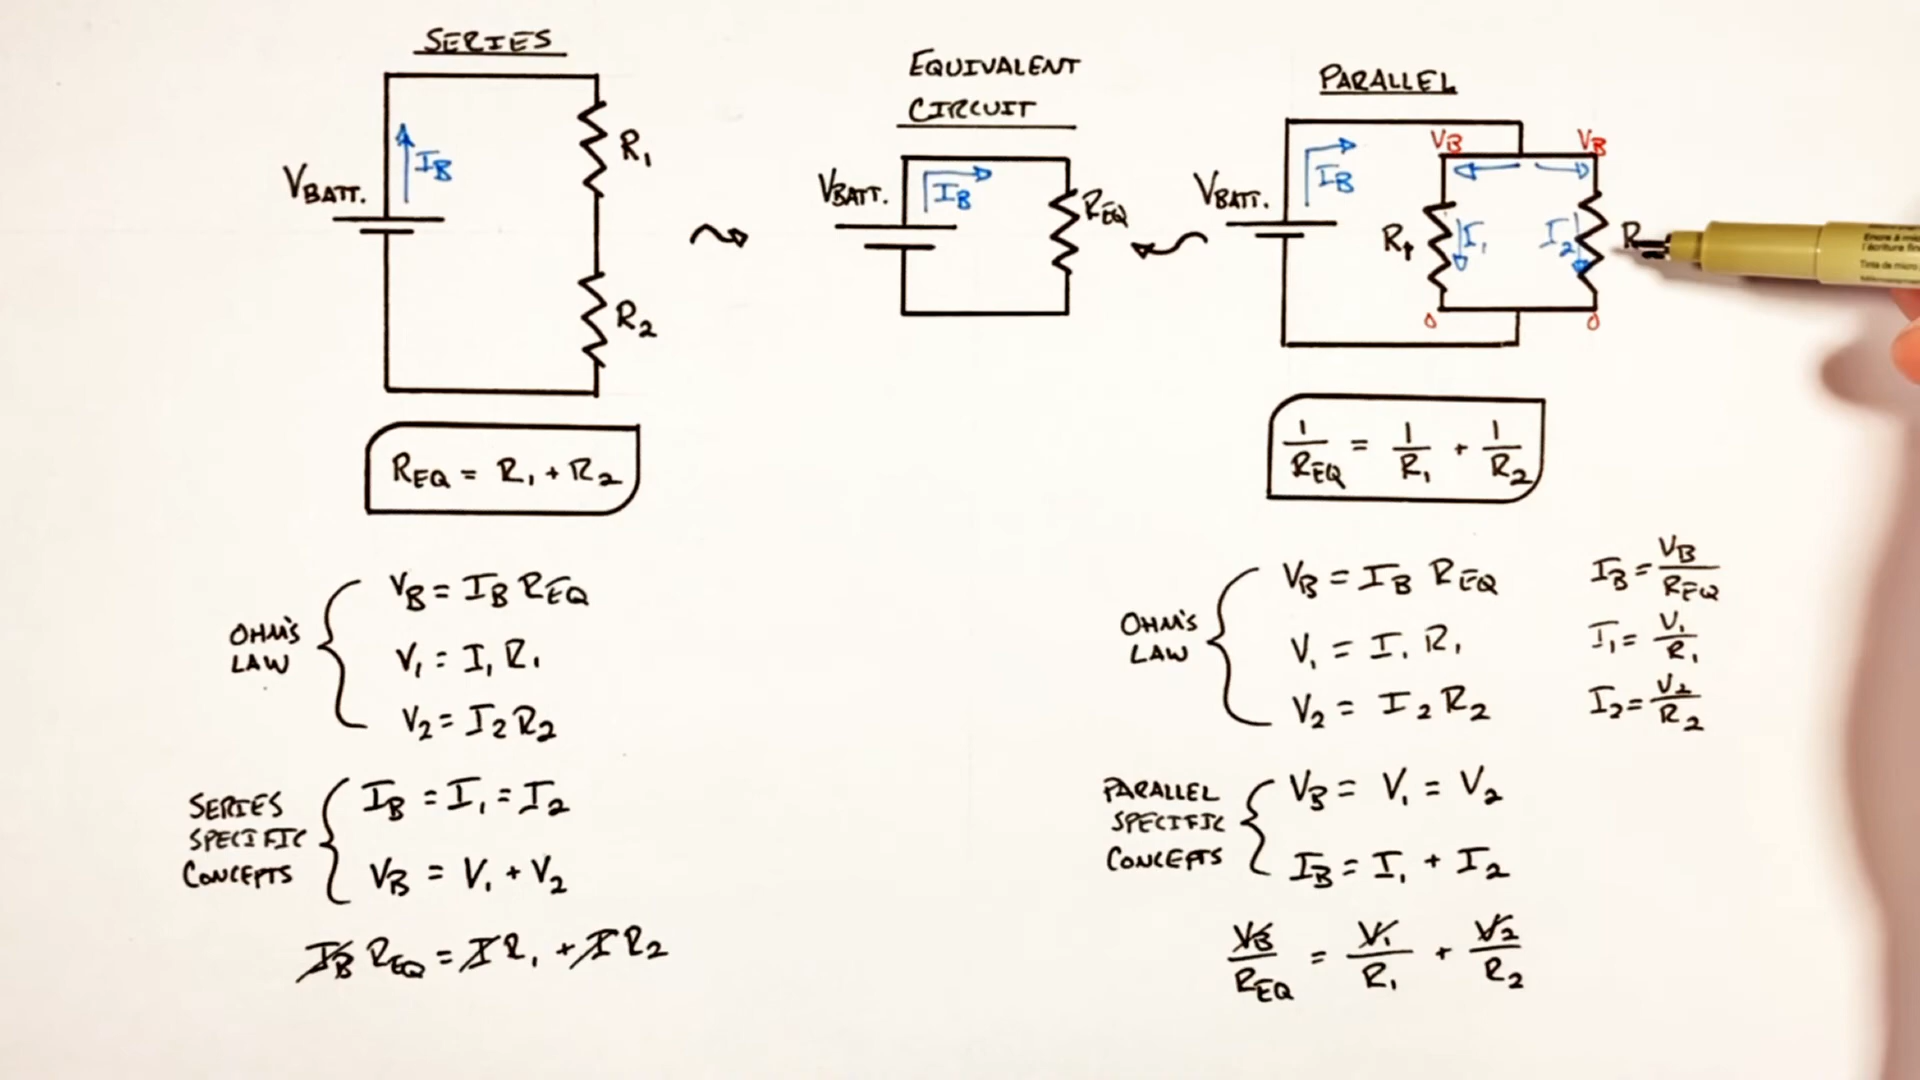 SERIES
VBATT.
IB
R1
R2
REQ = R1 + R2
OHM'S
LAW
VB = IB REQ
V1 = I1 R1
V2 = I2 R2
SERIES
SPECIFIC
CONCEPTS
IB = I1 = I2
VB = V1 + V2
IB REQ = I R1 + I R2
EQUIVALENT
CIRCUIT
VBATT.
IB
REQ
PARALLEL
VBATT.
IB
VB
VB
R1
I1
I2
R
0
0
1/REQ = 1/R1 + 1/R2
OHM'S
LAW
VB = IB REQ
V1 = I1 R1
V2 = I2 R2
IB = VB/REQ
I1 = V1/R1
I2 = V2/R2
PARALLEL
SPECIFIC
CONCEPTS
VB = V1 = V2
IB = I1 + I2
VB/REQ = V1/R1 + V2/R2